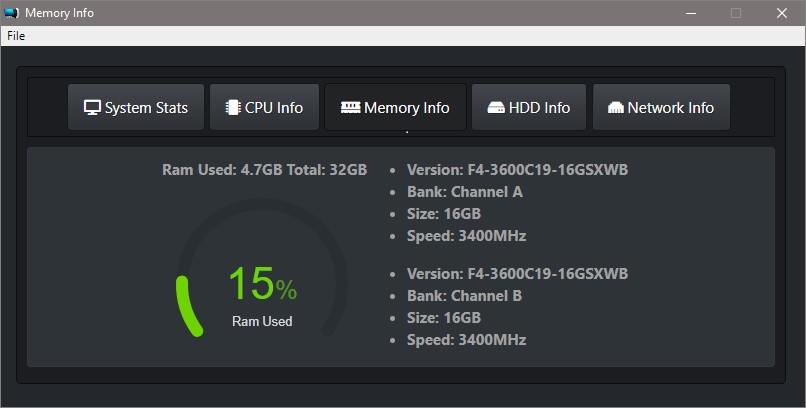 Memory Info
File
System Stats CPU Info Memory Info HDD Info Network Info
Ram Used: 4.7GB Total: 32GB
15%
Ram Used
Version: F4-3600C19-16GSXWB
Bank: Channel A
Size: 16GB
Speed: 3400MHz
Version: F4-3600C19-16GSXWB
Bank: Channel B
Size: 16GB
Speed: 3400MHz